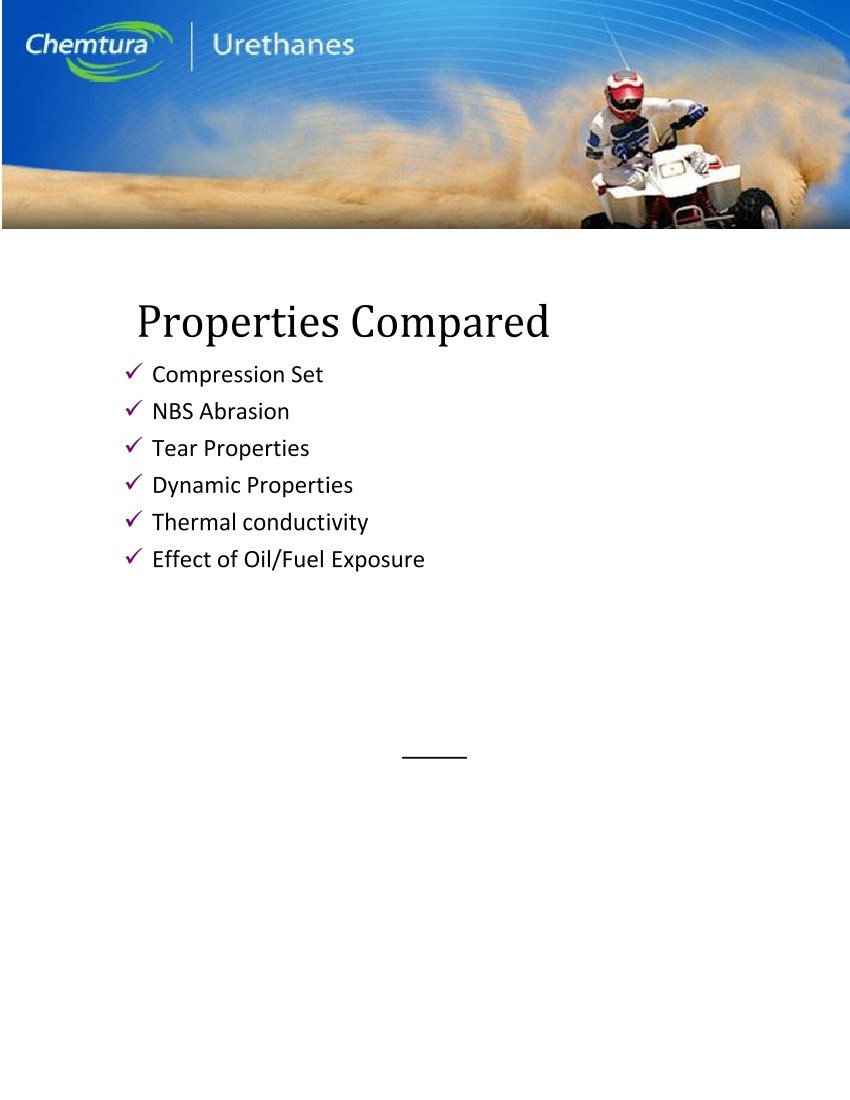 Chemtura | Urethanes
Properties Compared
✓ Compression Set
✓ NBS Abrasion
✓ Tear Properties
✓ Dynamic Properties
✓ Thermal conductivity
✓ Effect of Oil/Fuel Exposure